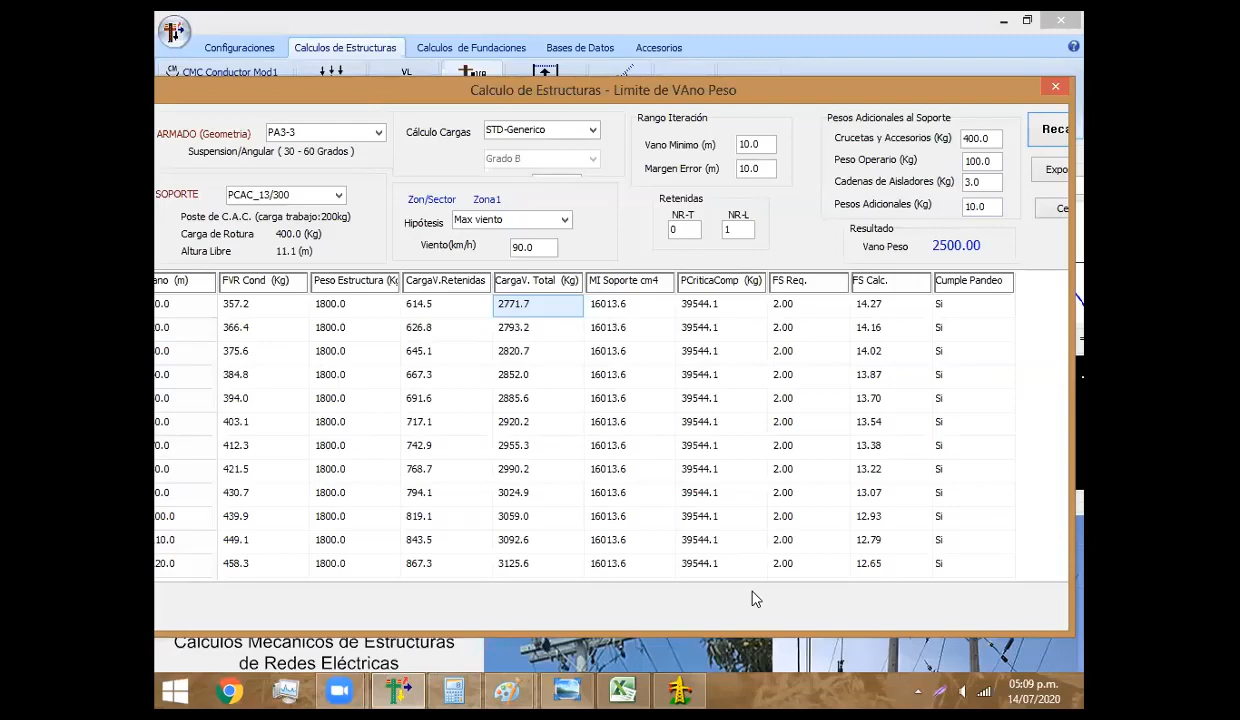 Configuraciones Calculos de Estructuras Calculos de Fundaciones Bases de Datos Accesorios
CMC Conductor Mod1 VL
Calculo de Estructuras - Limite de VAno Peso
ARMADO (Geometria) PA3-3
Suspension/Angular ( 30 - 60 Grados )
SOPORTE PCAC_13/300
Poste de C.A.C. (carga trabajo:200kg)
Carga de Rotura 400.0 (Kg)
Altura Libre 11.1 (m)
Cálculo Cargas STD-Generico
Grado B
Zon/Sector Zona1
Hipótesis Max viento
Viento(km/h) 90.0
Rango Iteración
Vano Minimo (m) 10.0
Margen Error (m) 10.0
Retenidas
NR-T NR-L
0 1
Pesos Adicionales al Soporte
Crucetas y Accesorios (Kg) 400.0
Peso Operario (Kg) 100.0
Cadenas de Aisladores (Kg) 3.0
Pesos Adicionales (Kg) 10.0
Resultado
Vano Peso 2500.00
Reca
Expo
Ce
ano (m) FVR Cond (Kg) Peso Estructura (Kg CargaV.Retenidas CargaV. Total (Kg) MI Soporte cm4 PCriticaComp (Kg) FS Req. FS Calc. Cumple Pandeo
0.0 357.2 1800.0 614.5 2771.7 16013.6 39544.1 2.00 14.27 Si
0.0 366.4 1800.0 626.8 2793.2 16013.6 39544.1 2.00 14.16 Si
0.0 375.6 1800.0 645.1 2820.7 16013.6 39544.1 2.00 14.02 Si
0.0 384.8 1800.0 667.3 2852.0 16013.6 39544.1 2.00 13.87 Si
0.0 394.0 1800.0 691.6 2885.6 16013.6 39544.1 2.00 13.70 Si
0.0 403.1 1800.0 717.1 2920.2 16013.6 39544.1 2.00 13.54 Si
0.0 412.3 1800.0 742.9 2955.3 16013.6 39544.1 2.00 13.38 Si
0.0 421.5 1800.0 768.7 2990.2 16013.6 39544.1 2.00 13.22 Si
0.0 430.7 1800.0 794.1 3024.9 16013.6 39544.1 2.00 13.07 Si
00.0 439.9 1800.0 819.1 3059.0 16013.6 39544.1 2.00 12.93 Si
10.0 449.1 1800.0 843.5 3092.6 16013.6 39544.1 2.00 12.79 Si
20.0 458.3 1800.0 867.3 3125.6 16013.6 39544.1 2.00 12.65 Si
Calculos Mecánicos de Estructuras
de Redes Eléctricas
05:09 p.m.
14/07/2020